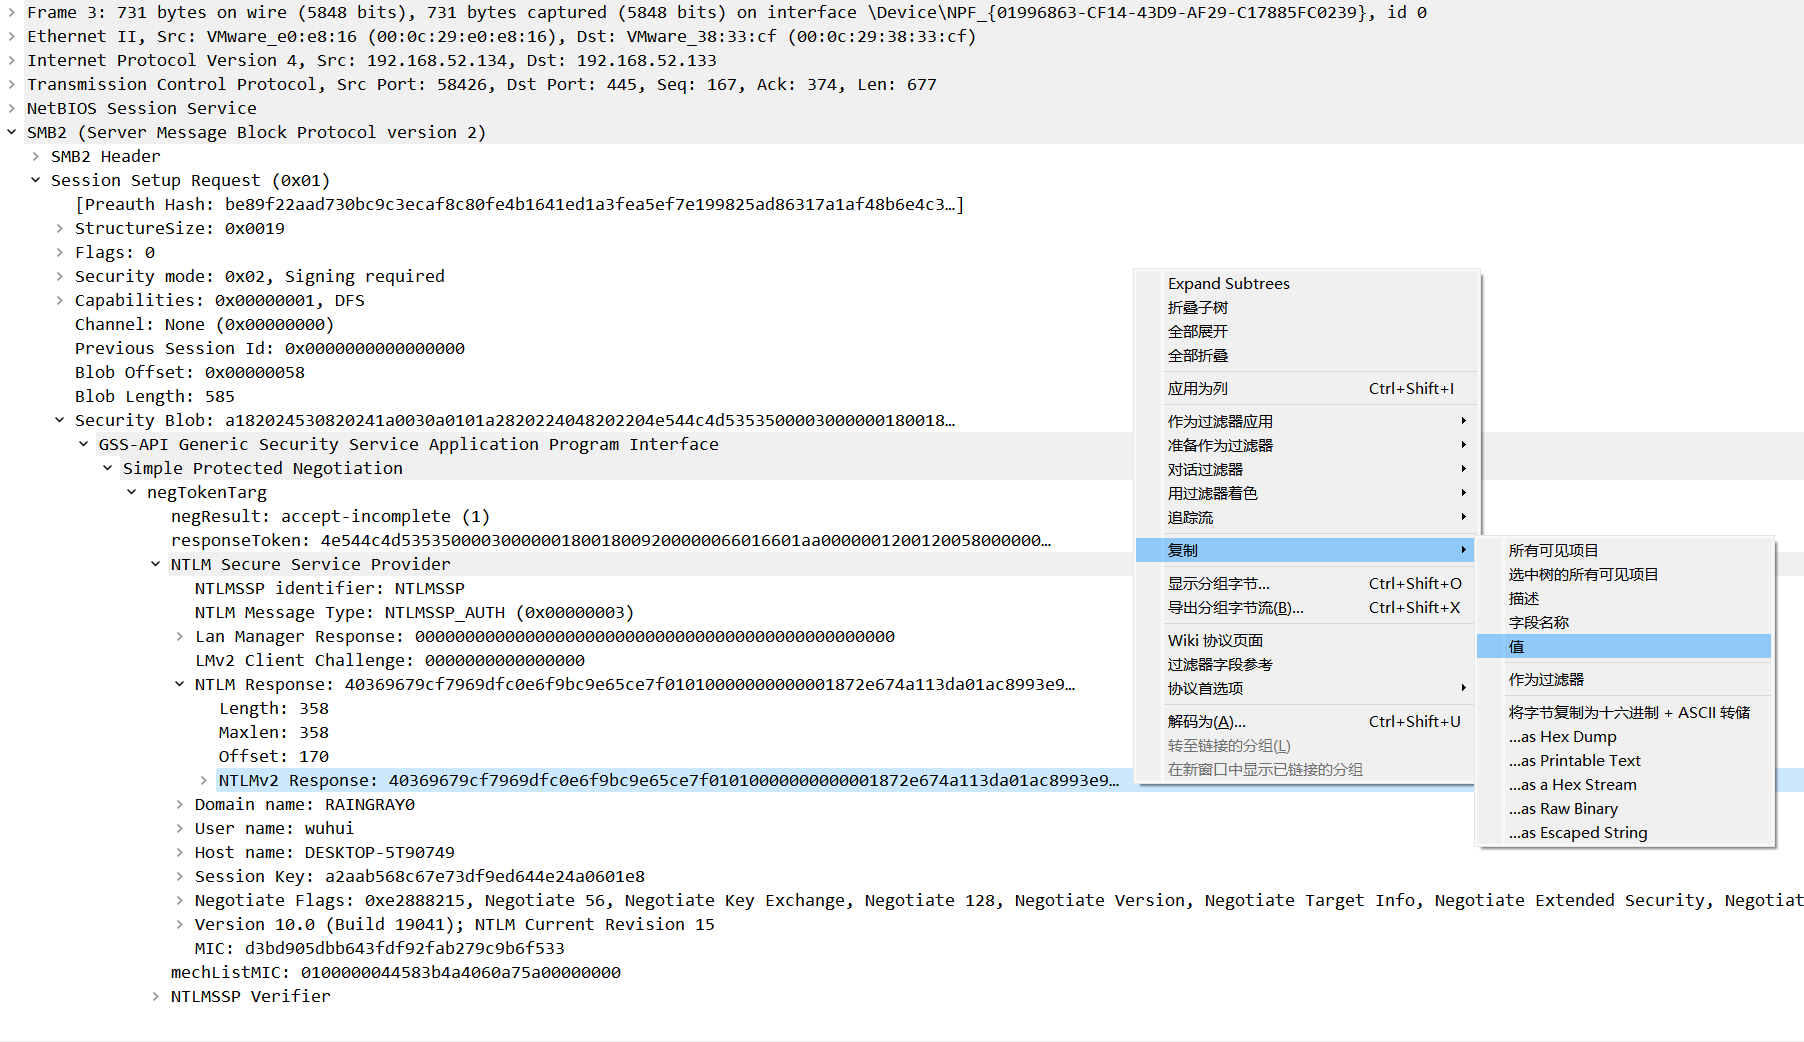 Frame 3: 731 bytes on wire (5848 bits), 731 bytes captured (5848 bits) on interface \Device\NPF_{01996863-CF14-43D9-AF29-C17885FC0239}, id 0
Ethernet II, Src: VMware_e0:e8:16 (00:0c:29:e0:e8:16), Dst: VMware_38:33:cf (00:0c:29:38:33:cf)
Internet Protocol Version 4, Src: 192.168.52.134, Dst: 192.168.52.133
Transmission Control Protocol, Src Port: 58426, Dst Port: 445, Seq: 167, Ack: 374, Len: 677
NetBIOS Session Service
SMB2 (Server Message Block Protocol version 2)
SMB2 Header
Session Setup Request (0x01)
[Preauth Hash: be89f22aad730bc9c3ecaf8c80fe4b1641ed1a3fea5ef7e199825ad86317a1af48b6e4c3…]
StructureSize: 0x0019
Flags: 0
Security mode: 0x02, Signing required
Capabilities: 0x00000001, DFS
Channel: None (0x00000000)
Previous Session Id: 0x0000000000000000
Blob Offset: 0x00000058
Blob Length: 585
Security Blob: a182024530820241a0030a0101a2820224048202204e544c4d5353500003000000180018…
GSS-API Generic Security Service Application Program Interface
Simple Protected Negotiation
negTokenTarg
negResult: accept-incomplete (1)
responseToken: 4e544c4d5353500003000000180018009200000066016601aa0000001200120058000000…
NTLM Secure Service Provider
NTLMSSP identifier: NTLMSSP
NTLM Message Type: NTLMSSP_AUTH (0x00000003)
Lan Manager Response: 000000000000000000000000000000000000000000000000
LMv2 Client Challenge: 0000000000000000
NTLM Response: 40369679cf7969dfc0e6f9bc9e65ce7f01010000000000001872e674a113da01ac8993e9…
Length: 358
Maxlen: 358
Offset: 170
NTLMv2 Response: 40369679cf7969dfc0e6f9bc9e65ce7f01010000000000001872e674a113da01ac8993e9…
Domain name: RAINGRAY0
User name: wuhui
Host name: DESKTOP-5T90749
Session Key: a2aab568c67e73df9ed644e24a0601e8
Negotiate Flags: 0xe2888215, Negotiate 56, Negotiate Key Exchange, Negotiate 128, Negotiate Version, Negotiate Target Info, Negotiate Extended Security, Negotiat
Version 10.0 (Build 19041); NTLM Current Revision 15
MIC: d3bd905dbb643fdf92fab279c9b6f533
mechListMIC: 0100000044583b4a4060a75a00000000
NTLMSSP Verifier
Expand Subtrees
折叠子树
全部展开
全部折叠
应用为列 Ctrl+Shift+I
作为过滤器应用
准备作为过滤器
对话过滤器
用过滤器着色
追踪流
复制
显示分组字节... Ctrl+Shift+O
导出分组字节流(B)... Ctrl+Shift+X
Wiki 协议页面
过滤器字段参考
协议首选项
解码为(A)... Ctrl+Shift+U
转至链接的分组(L)
在新窗口中显示已链接的分组
所有可见项目
选中树的所有可见项目
描述
字段名称
值
作为过滤器
将字节复制为十六进制 + ASCII 转储
...as Hex Dump
...as Printable Text
...as a Hex Stream
...as Raw Binary
...as Escaped String